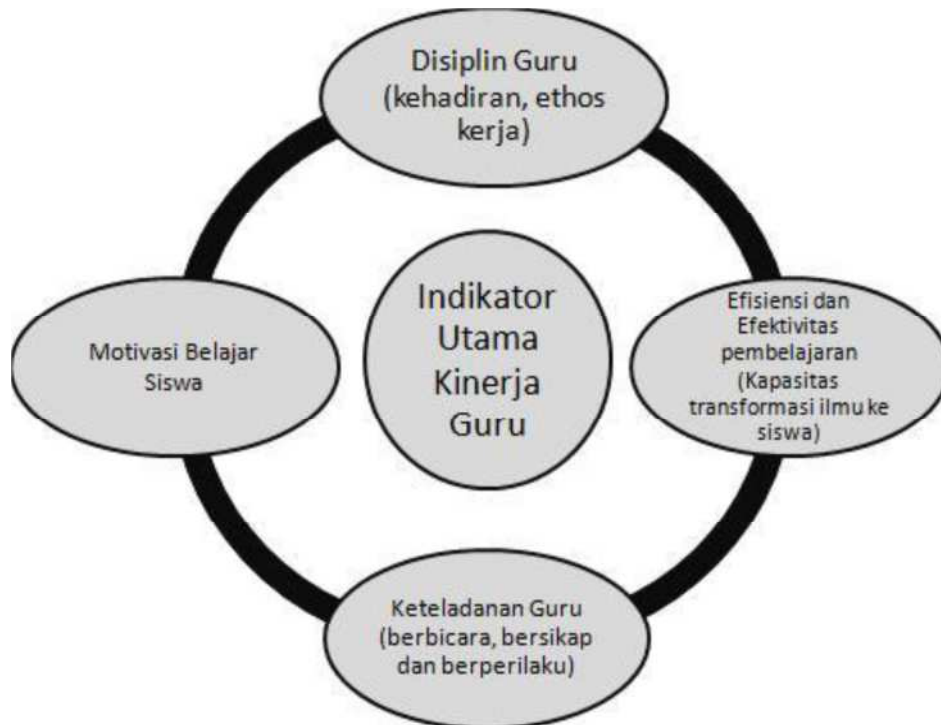 Disiplin Guru
(kehadiran, ethos
kerja)
Indikator
Utama
Kinerja
Guru
Efisiensi dan
Efektivitas
pembelajaran
(Kapasitas
transformasi ilmu ke
siswa)
Motivasi Belajar
Siswa
Keteladanan Guru
(berbicara, bersikap
dan berperilaku)